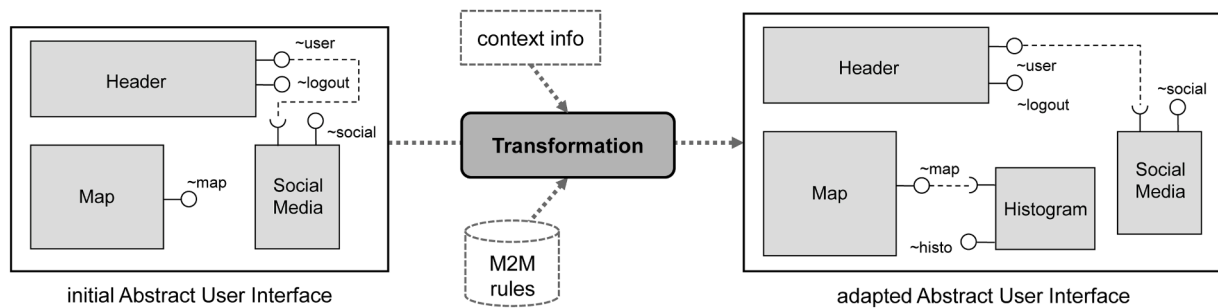 ~user
Header
~logout
~social
~map
Map
Social
Media
initial Abstract User Interface
context info
Transformation
M2M
rules
Header
~user
~logout
~social
~map
Map
Histogram
~histo
Social
Media
adapted Abstract User Interface